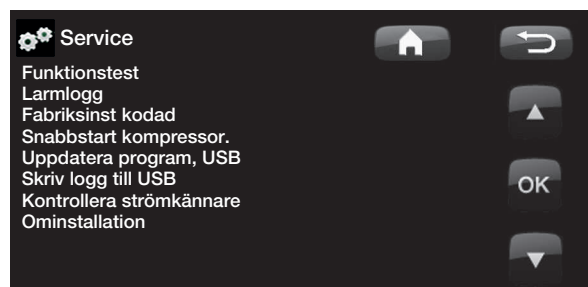 Service
Funktionstest
Larmlogg
Fabriksinst kodad
Snabbstart kompressor.
Uppdatera program, USB
Skriv logg till USB
Kontrollera strömkännare
Ominstallation
OK